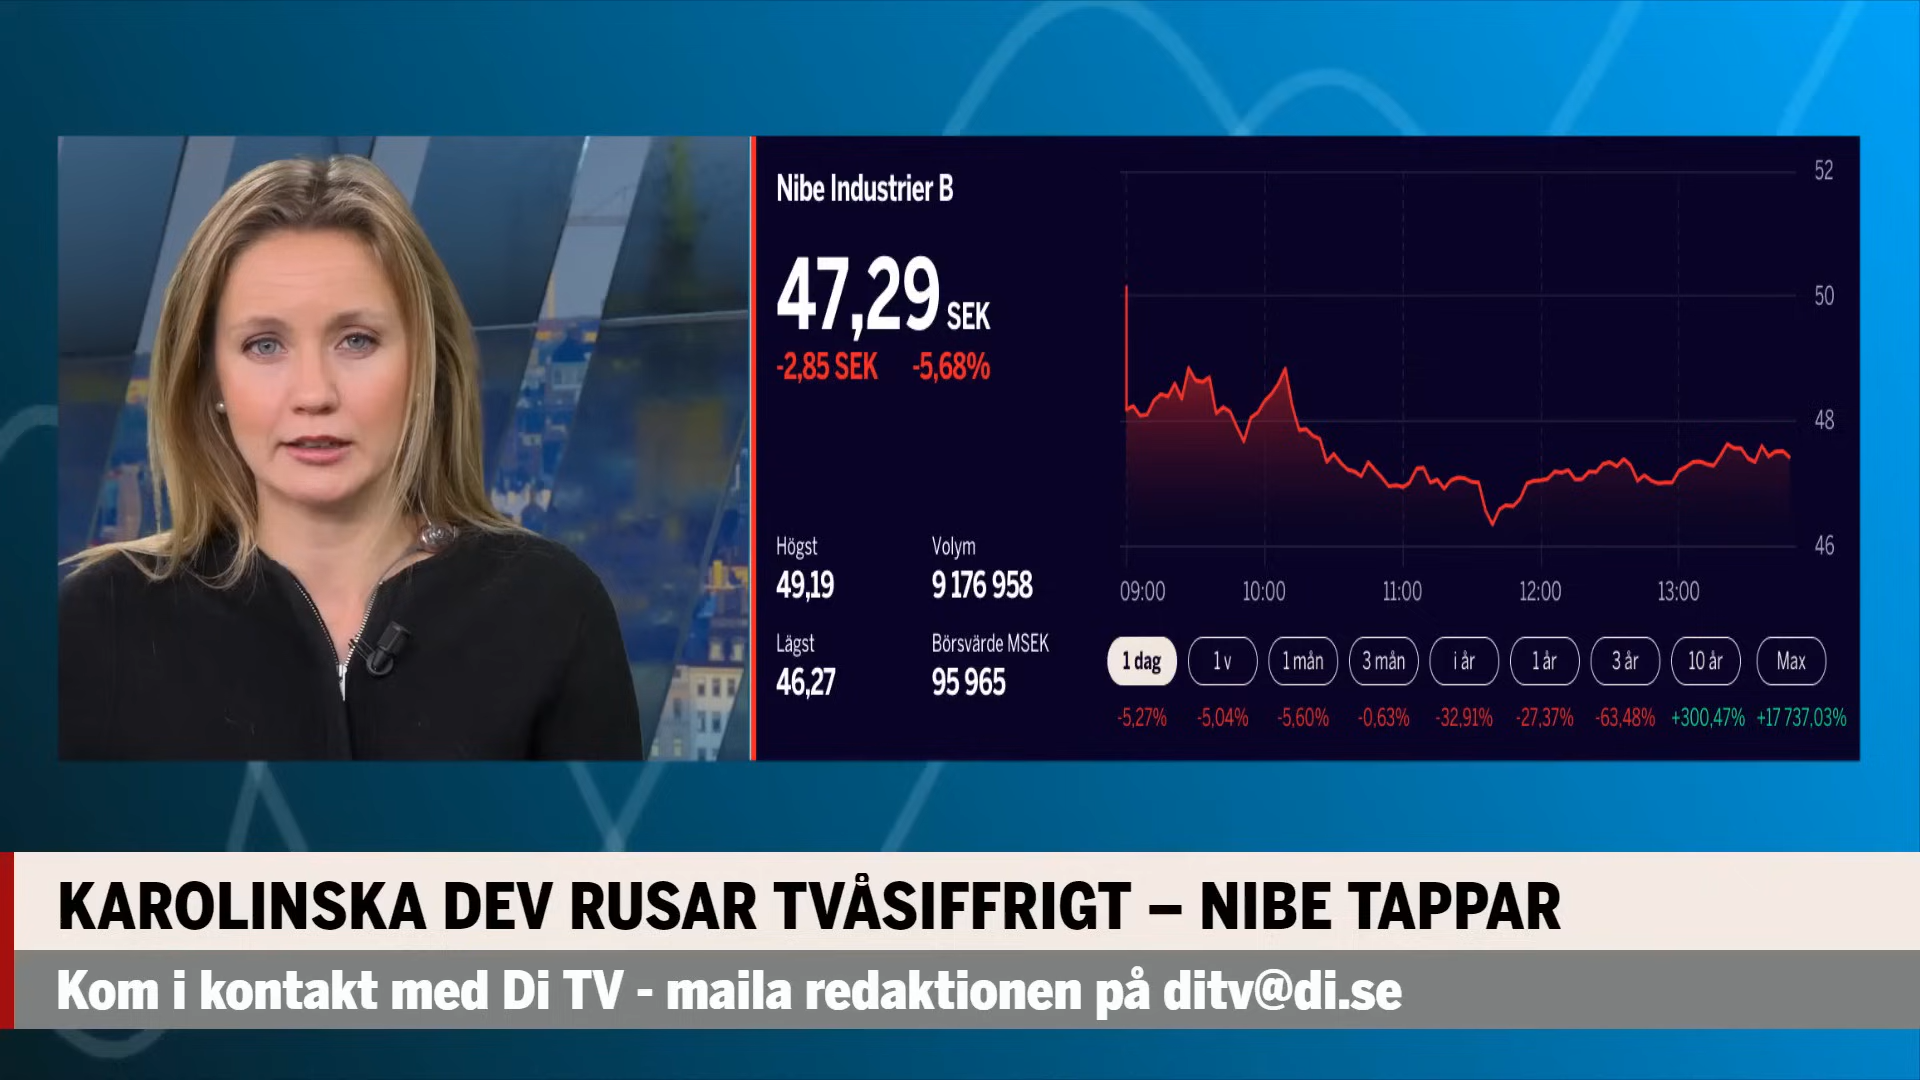 Nibe Industrier B
47,29 SEK
-2,85 SEK -5,68%
Högst
49,19
Volym
9 176 958
Lägst
46,27
Börsvärde MSEK
95 965
52
50
48
46
09:00 10:00 11:00 12:00 13:00
1 dag 1 v 1 mån 3 mån i år 1 år 3 år 10 år Max
-5,27% -5,04% -5,60% -0,63% -32,91% -27,37% -63,48% +300,47% +17 737,03%
KAROLINSKA DEV RUSAR TVÅSIFFRIGT – NIBE TAPPAR
Kom i kontakt med Di TV - maila redaktionen på ditv@di.se